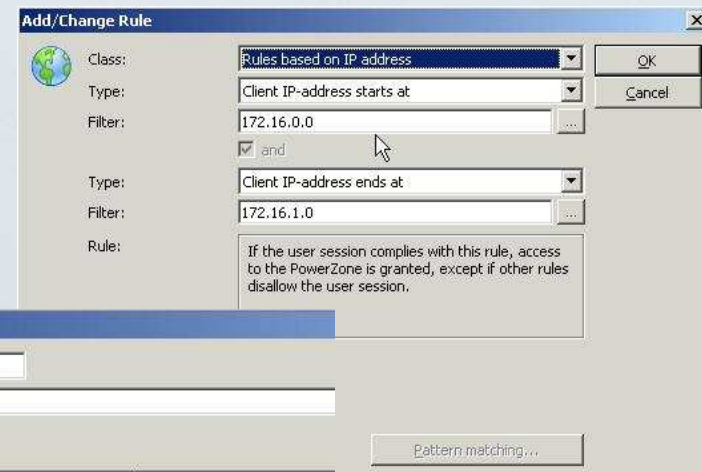 Add/Change Rule
Class: Rules based on IP address OK
Type: Client IP-address starts at Cancel
Filter: 172.16.0.0 ...
and
Type: Client IP-address ends at
Filter: 172.16.1.0 ...
Rule: If the user session complies with this rule, access
to the PowerZone is granted, except if other rules
disallow the user session.
Pattern matching...